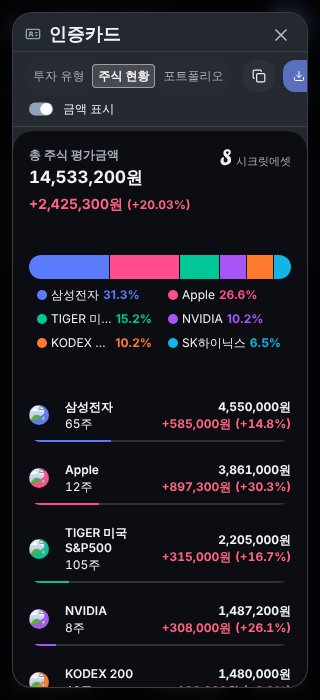 인증카드
투자 유형 주식 현황 포트폴리오
금액 표시
총 주식 평가금액
시크릿에셋
14,533,200원
+2,425,300원 (+20.03%)
삼성전자 31.3% Apple 26.6%
TIGER 미... 15.2% NVIDIA 10.2%
KODEX ... 10.2% SK하이닉스 6.5%
삼성전자 4,550,000원
65주 +585,000원 (+14.8%)
Apple 3,861,000원
12주 +897,300원 (+30.3%)
TIGER 미국
S&P500 2,205,000원
105주 +315,000원 (+16.7%)
NVIDIA 1,487,200원
8주 +308,000원 (+26.1%)
KODEX 200 1,480,000원